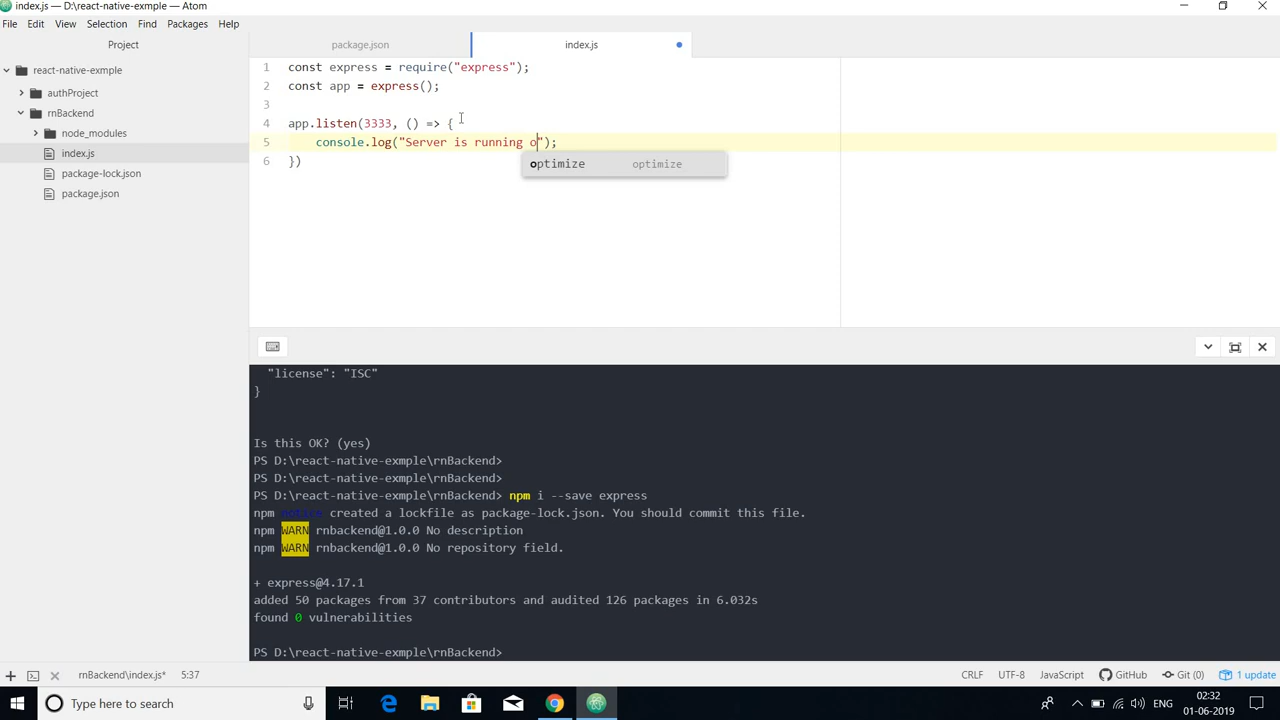 index.js — D:\react-native-exmple — Atom
File Edit View Selection Find Packages Help
Project
package.json
index.js
react-native-exmple
authProject
rnBackend
node_modules
index.js
package-lock.json
package.json
1 const express = require("express");
2 const app = express();
3
4 app.listen(3333, () => {
5 console.log("Server is running o");
6 })
optimize optimize
"license": "ISC"
}
Is this OK? (yes)
PS D:\react-native-exmple\rnBackend>
PS D:\react-native-exmple\rnBackend>
PS D:\react-native-exmple\rnBackend> npm i --save express
npm notice created a lockfile as package-lock.json. You should commit this file.
npm WARN rnbackend@1.0.0 No description
npm WARN rnbackend@1.0.0 No repository field.
+ express@4.17.1
added 50 packages from 37 contributors and audited 126 packages in 6.032s
found 0 vulnerabilities
PS D:\react-native-exmple\rnBackend>
rnBackend\index.js* 5:37 CRLF UTF-8 JavaScript GitHub Git (0) 1 update
Type here to search
ENG
02:32
01-06-2019